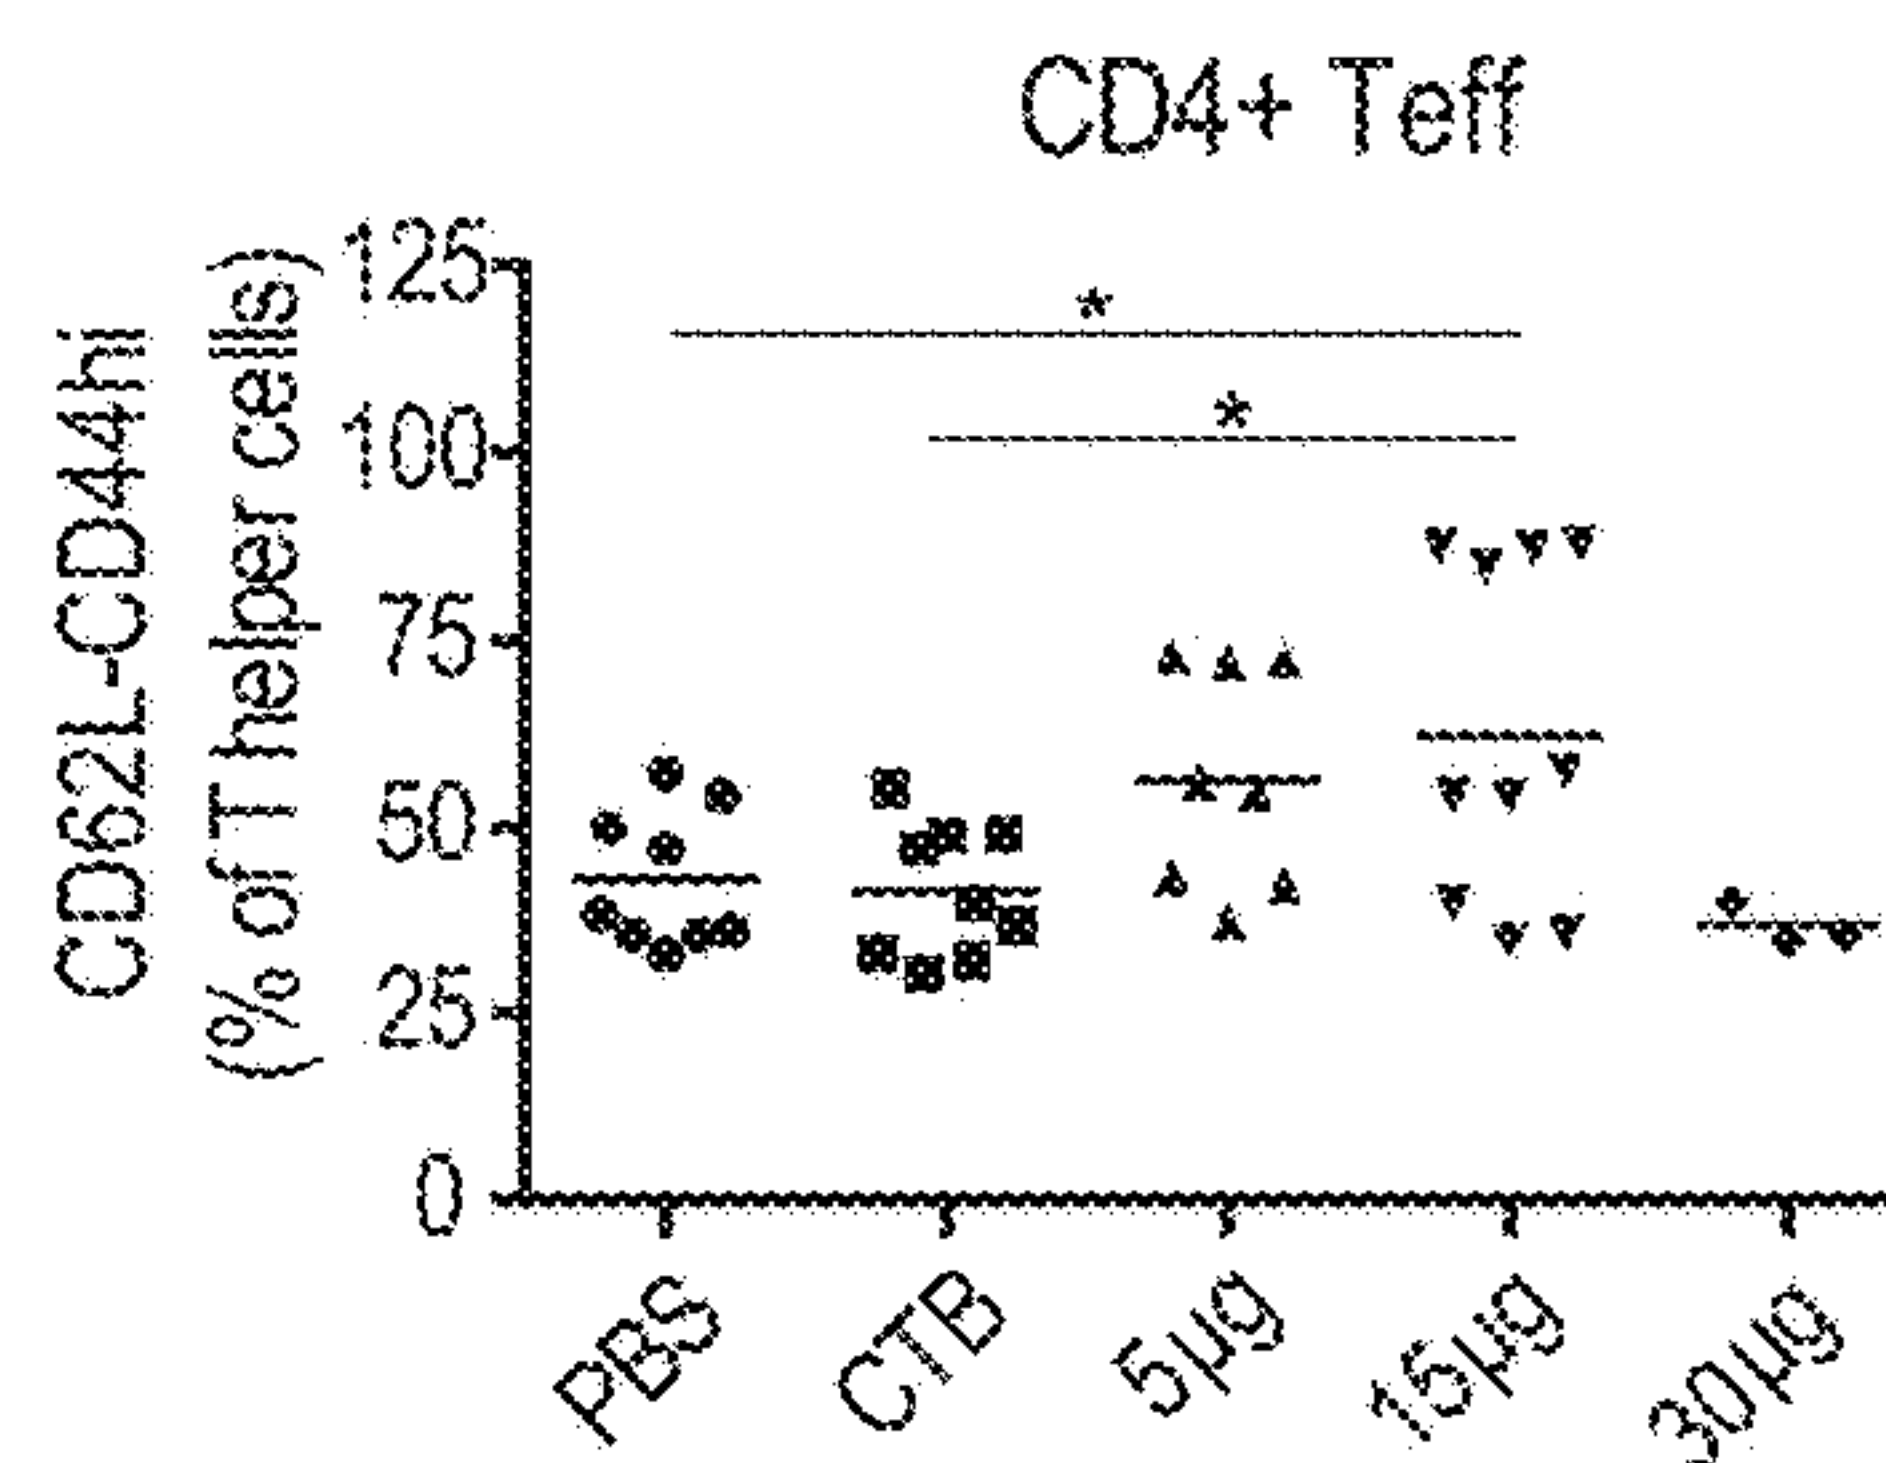 CD4+ Teff
CD62L-CD44hi
(% of T helper cells)
125
100
75
50
25
0
*
*
PBS
CTB
5µg
15µg
30µg